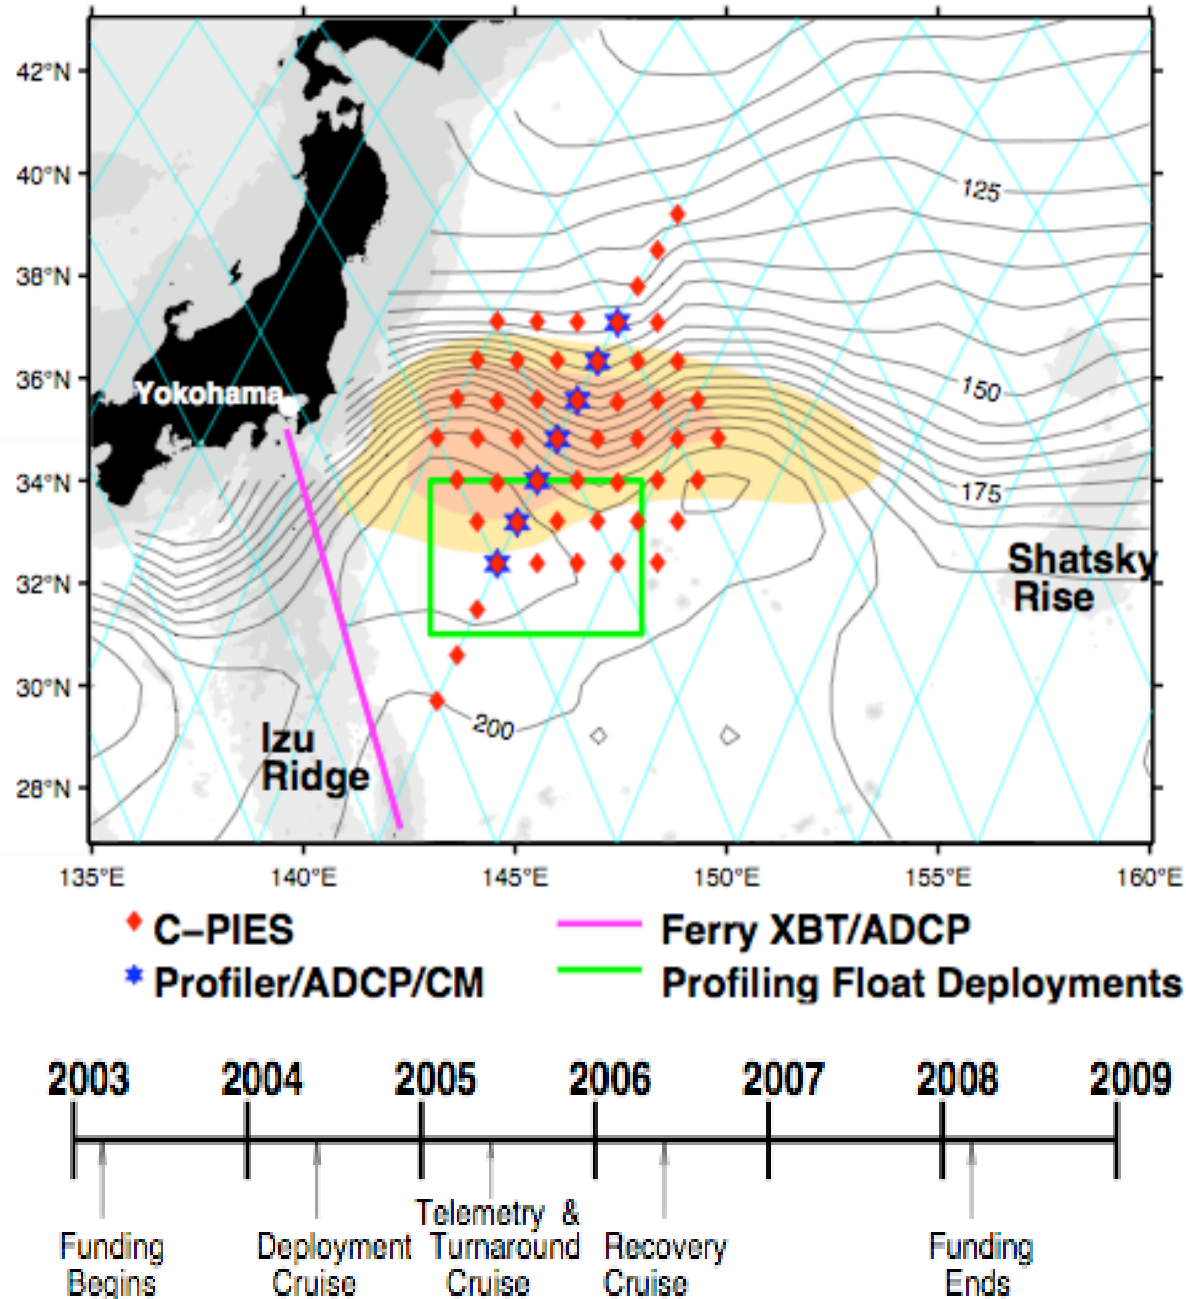 42°N
125
40°N
38°N
36°N
150
Yokohama
34°N
175
Shatsky
Rise
32°N
30°N
200
Izu
Ridge
28°N
135°E 140°E 145°E 150°E 155°E 160°E
C–PIES
Ferry XBT/ADCP
Profiler/ADCP/CM
Profiling Float Deployments
2003 2004 2005 2006 2007 2008 2009
Funding
Begins
Deployment
Cruise
Telemetry &
Turnaround
Cruise
Recovery
Cruise
Funding
Ends